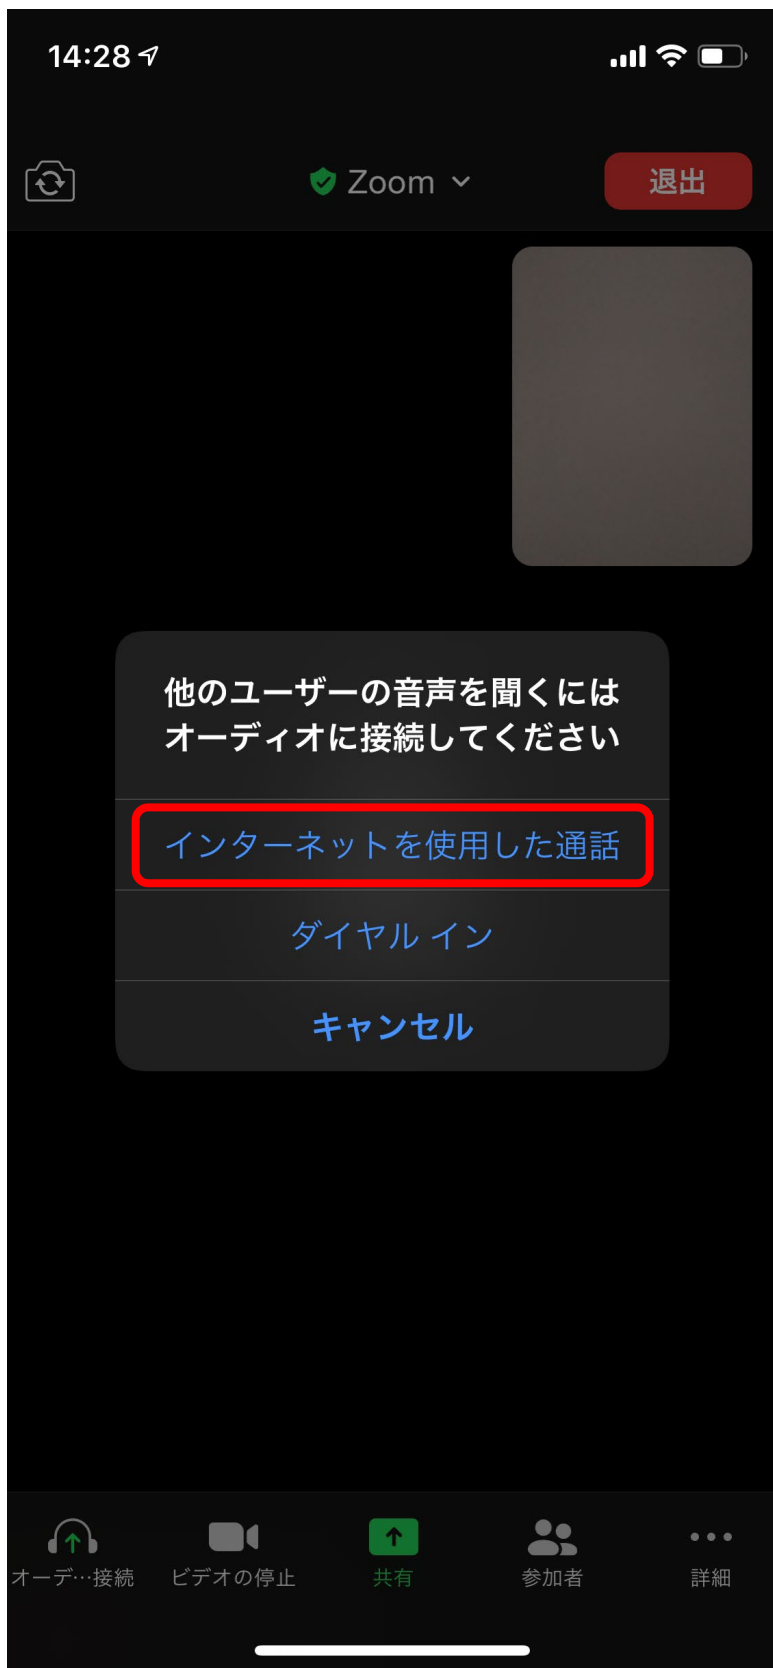 14:28
Zoom
退出
他のユーザーの音声を聞くには
オーディオに接続してください
インターネットを使用した通話
ダイヤル イン
キャンセル
オーデ…接続
ビデオの停止
共有
参加者
詳細